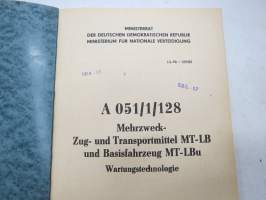 MINISTERRAT
DER DEUTSCHEN DEMOKRATISCHEN REPUBLIK
MINISTERIUM FÜR NATIONALE VERTEIDIGUNG
A 051/1/128
Mehrzweck-
Zug- und Transportmittel MT-LB
und Basisfahrzeug MT-LBu
Wartungstechnologie